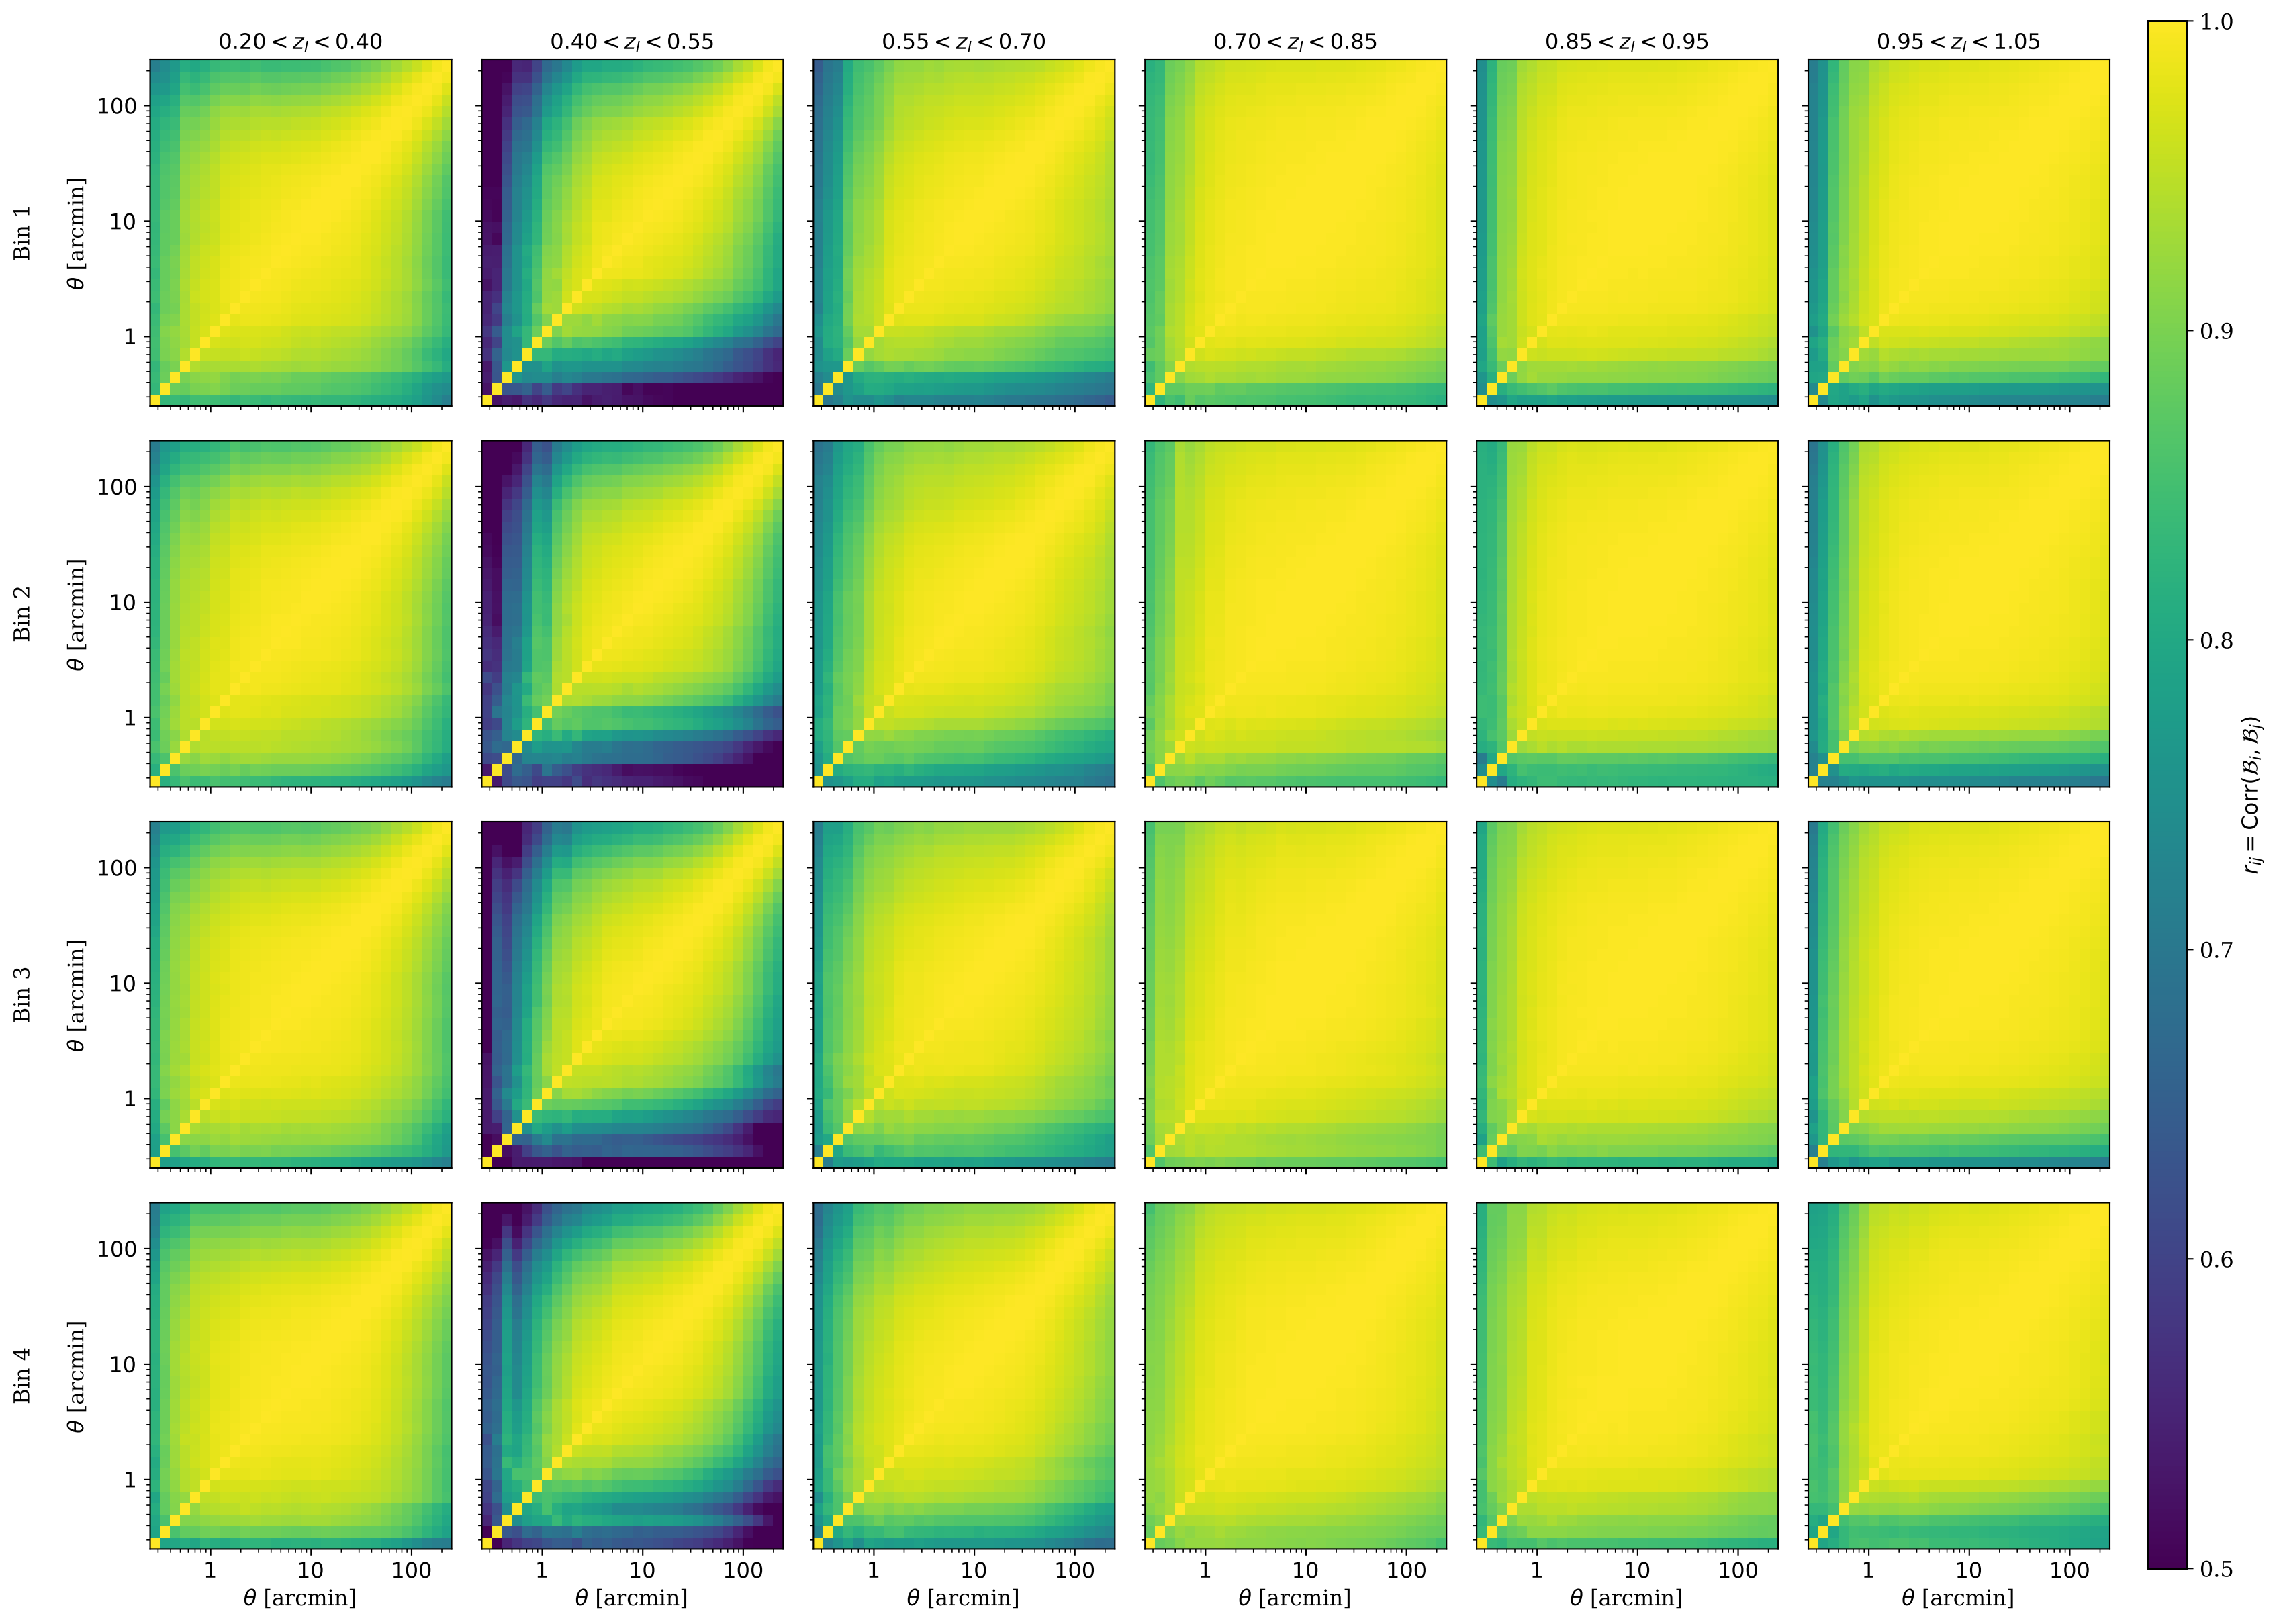 0.20 < z_l < 0.40
0.40 < z_l < 0.55
0.55 < z_l < 0.70
0.70 < z_l < 0.85
0.85 < z_l < 0.95
0.95 < z_l < 1.05
Bin 1
θ [arcmin]
100
10
1
Bin 2
θ [arcmin]
100
10
1
Bin 3
θ [arcmin]
100
10
1
Bin 4
θ [arcmin]
100
10
1
1 10 100
1 10 100
1 10 100
1 10 100
1 10 100
1 10 100
θ [arcmin]
θ [arcmin]
θ [arcmin]
θ [arcmin]
θ [arcmin]
θ [arcmin]
1.0
0.9
0.8
0.7
0.6
0.5
r_ij = Corr(ℬ_i, ℬ_j)